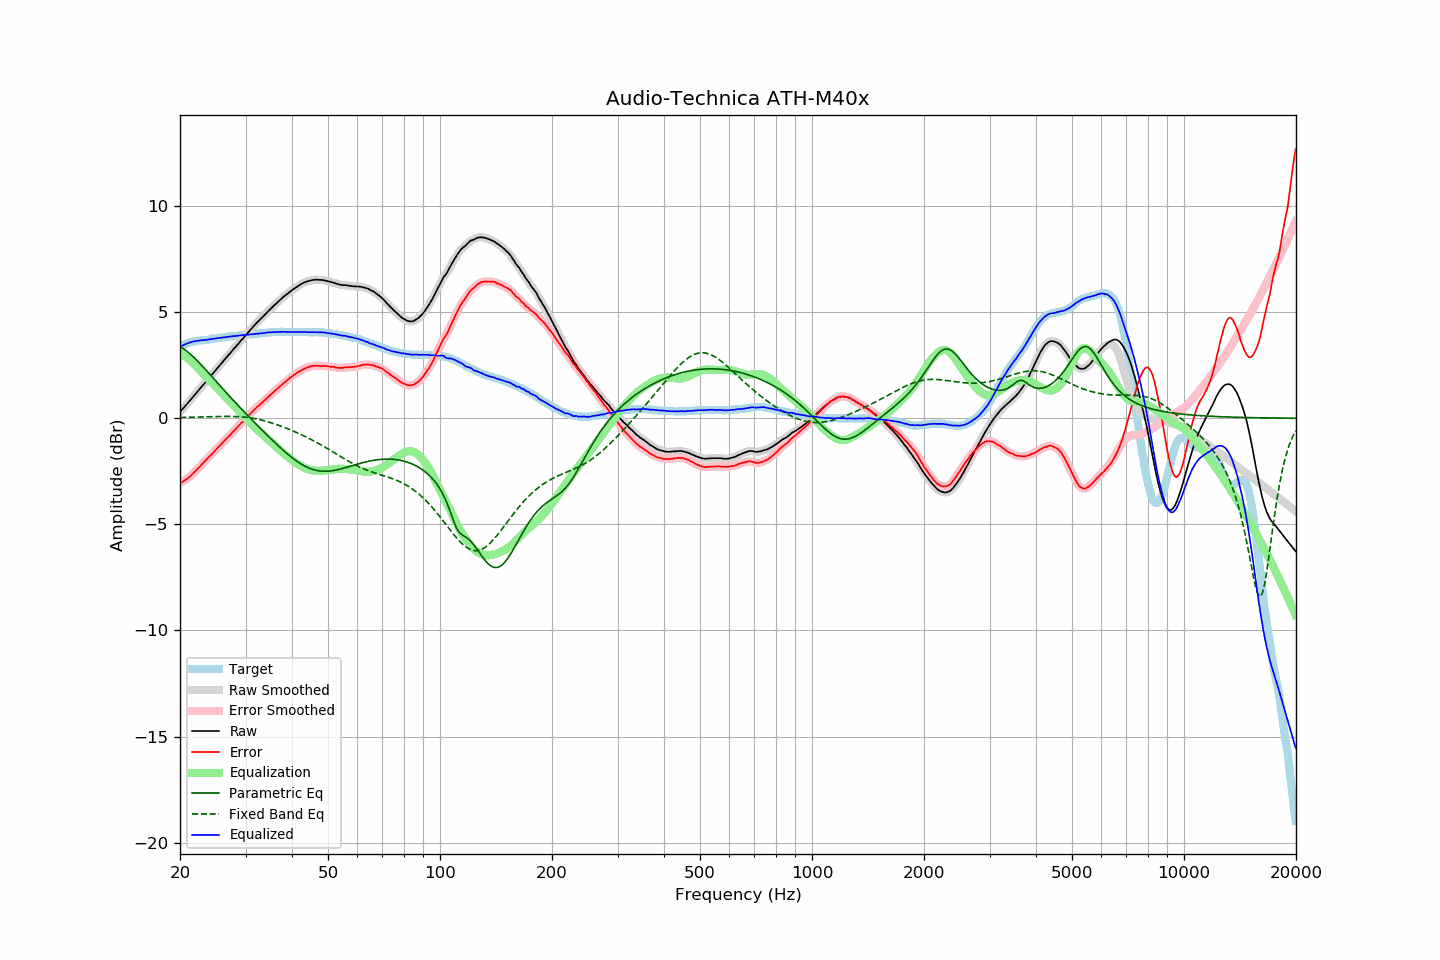 Audio-Technica ATH-M40x
Amplitude (dBr)
10
5
0
−5
−10
−15
−20
Target
Raw Smoothed
Error Smoothed
Raw
Error
Equalization
Parametric Eq
Fixed Band Eq
Equalized
20 50 100 200 500 1000 2000 5000 10000 20000
Frequency (Hz)